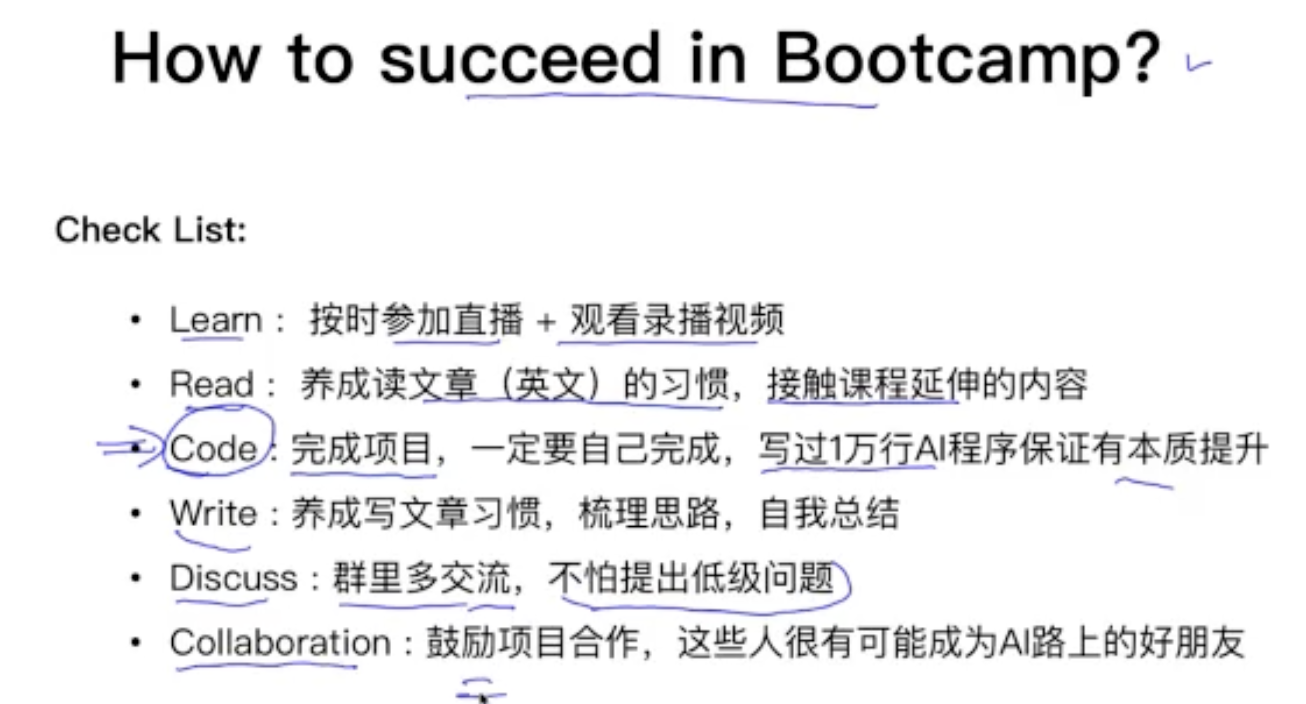 How to succeed in Bootcamp?
Check List:
• Learn： 按时参加直播 + 观看录播视频
• Read： 养成读文章（英文）的习惯，接触课程延伸的内容
• Code：完成项目，一定要自己完成，写过1万行AI程序保证有本质提升
• Write：养成写文章习惯，梳理思路，自我总结
• Discuss：群里多交流，不怕提出低级问题
• Collaboration：鼓励项目合作，这些人很有可能成为AI路上的好朋友